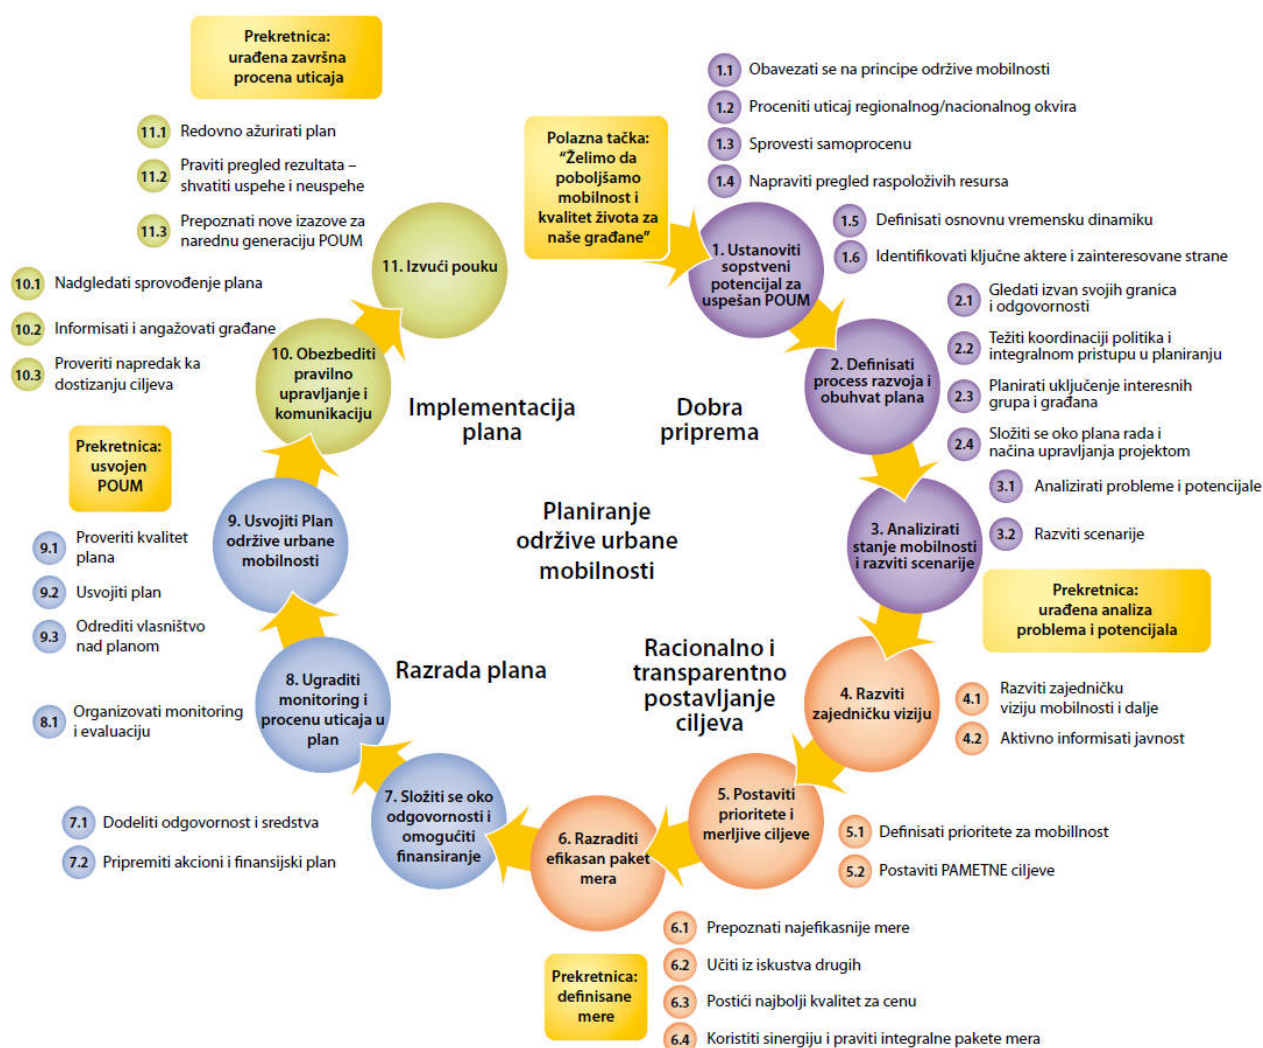 Prekretnica:
urađena završna
procena uticaja
11.1 Redovno ažurirati plan
11.2 Praviti pregled rezultata –
shvatiti uspehe i neuspehe
11.3 Prepoznati nove izazove za
narednu generaciju POUM
10.1 Nadgledati sprovođenje plana
10.2 Informisati i angažovati građane
10.3 Proveriti napredak ka
dostizanju ciljeva
Polazna tačka:
“Želimo da
poboljšamo
mobilnost i
kvalitet života za
naše građane”
1.1 Obavezati se na principe održive mobilnosti
1.2 Proceniti uticaj regionalnog/nacionalnog okvira
1.3 Sprovesti samoprocenu
1.4 Napraviti pregled raspoloživih resursa
1.5 Definisati osnovnu vremensku dinamiku
1.6 Identifikovati ključne aktere i zainteresovane strane
1. Ustanoviti
sopstveni
potencijal za
uspešan POUM
2.1 Gledati izvan svojih granica
i odgovornosti
2.2 Težiti koordinaciji politika i
integralnom pristupu u planiranju
2.3 Planirati uključenje interesnih
grupa i građana
2.4 Složiti se oko plana rada i
načina upravljanja projektom
2. Definisati
process razvoja i
obuhvat plana
3.1 Analizirati probleme i potencijale
3.2 Razviti scenarije
3. Analizirati
stanje mobilnosti
i razviti scenarije
Prekretnica:
urađena analiza
problema i potencijala
11. Izvući pouku
10. Obezbediti
pravilno
upravljanje i
komunikaciju
Implementacija
plana
Dobra
priprema
Planiranje
održive urbane
mobilnosti
Razrada plana
Racionalno i
transparentno
postavljanje
ciljeva
Prekretnica:
usvojen
POUM
9.1 Proveriti kvalitet
plana
9.2 Usvojiti plan
9.3 Odrediti vlasništvo
nad planom
9. Usvojiti Plan
održive urbane
mobilnosti
8.1 Organizovati monitoring
i evaluaciju
8. Ugraditi
monitoring i
procenu uticaja u
plan
7.1 Dodeliti odgovornost i sredstva
7.2 Pripremiti akcioni i finansijski plan
7. Složiti se oko
odgovornosti i
omogućiti
finansiranje
4. Razviti
zajedničku viziju
4.1 Razviti zajedničku
viziju mobilnosti i dalje
4.2 Aktivno informisati javnost
5. Postaviti
prioritete i
merljive ciljeve
5.1 Definisati prioritete za mobillnost
5.2 Postaviti PAMETNE ciljeve
6. Razraditi
efikasan paket
mera
6.1 Prepoznati najefikasnije mere
6.2 Učiti iz iskustva drugih
6.3 Postići najbolji kvalitet za cenu
6.4 Koristiti sinergiju i praviti integralne pakete mera
Prekretnica:
definisane
mere